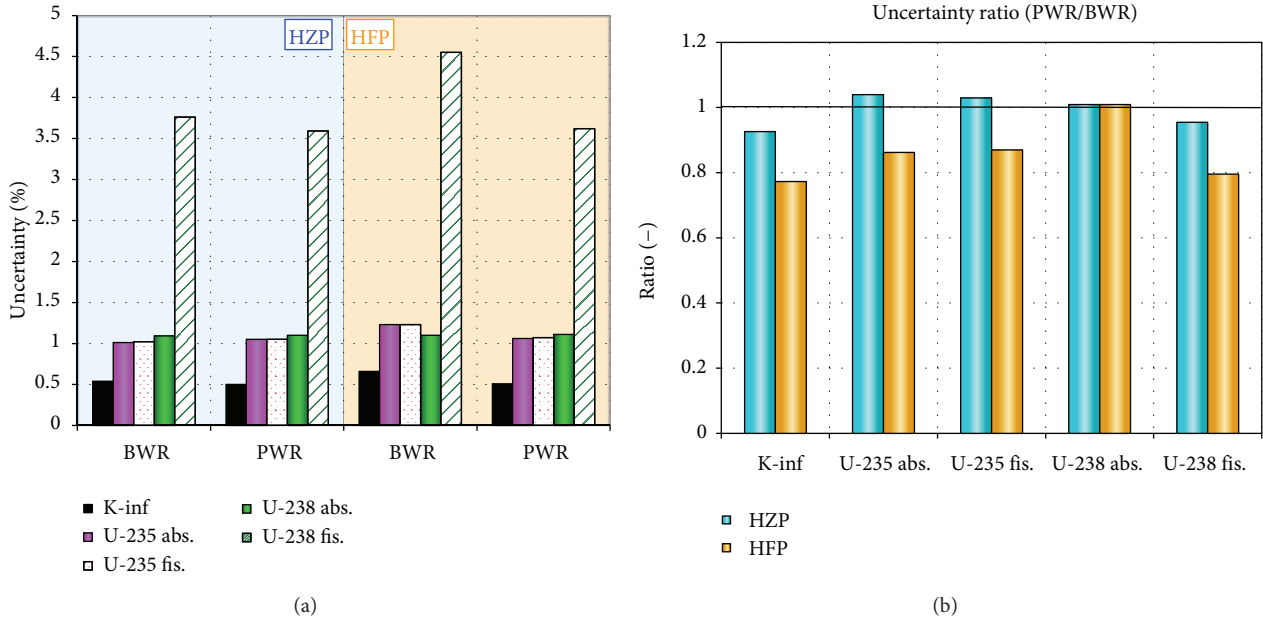 5
4.5
4
3.5
3
2.5
2
1.5
1
0.5
0
Uncertainty (%)
HZP
HFP
BWR
PWR
BWR
PWR
K-inf
U-235 abs.
U-235 fis.
U-238 abs.
U-238 fis.
(a)
Uncertainty ratio (PWR/BWR)
1.2
1
0.8
0.6
0.4
0.2
0
Ratio (−)
K-inf
U-235 abs.
U-235 fis.
U-238 abs.
U-238 fis.
HZP
HFP
(b)